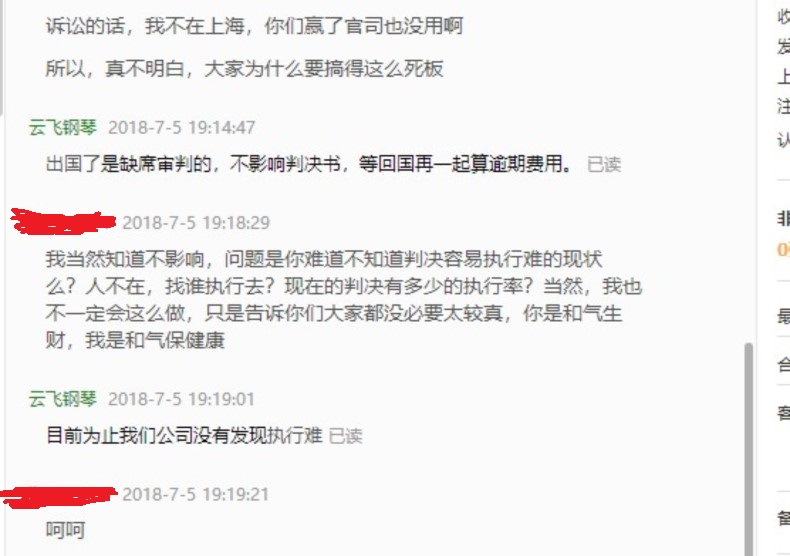 诉讼的话，我不在上海，你们赢了官司也没用啊
所以，真不明白，大家为什么要搞得这么死板
云飞钢琴 2018-7-5 19:14:47
出国了是缺席审判的，不影响判决书，等回国再一起算逾期费用。 已读
2018-7-5 19:18:29
我当然知道不影响，问题是你难道不知道判决容易执行难的现状
么？人不在，找谁执行去？现在的判决有多少的执行率？当然，我也
不一定会这么做，只是告诉你们大家都没必要太较真，你是和气生
财，我是和气保健康
云飞钢琴 2018-7-5 19:19:01
目前为止我们公司没有发现执行难 已读
2018-7-5 19:19:21
呵呵
上
注
最
合
客
备